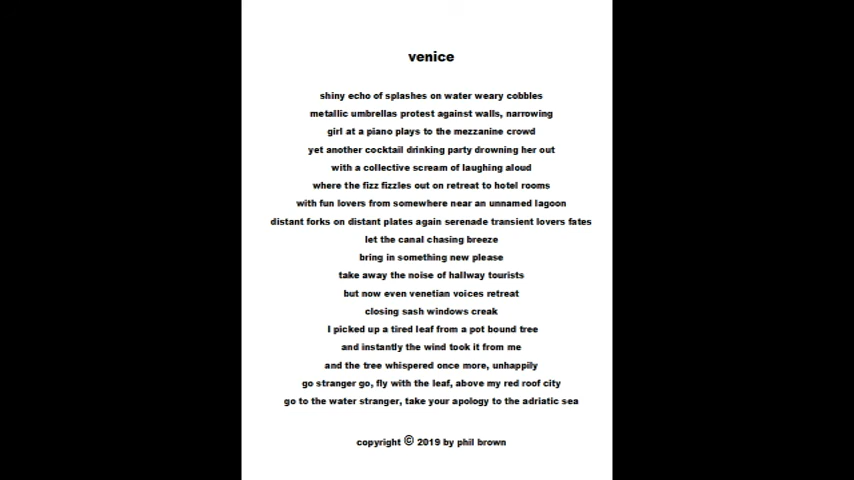 venice
shiny echo of splashes on water weary cobbles
metallic umbrellas protest against walls, narrowing
girl at a piano plays to the mezzanine crowd
yet another cocktail drinking party drowning her out
with a collective scream of laughing aloud
where the fizz fizzles out on retreat to hotel rooms
with fun lovers from somewhere near an unnamed lagoon
distant forks on distant plates again serenade transient lovers fates
let the canal chasing breeze
bring in something new please
take away the noise of hallway tourists
but now even venetian voices retreat
closing sash windows creak
I picked up a tired leaf from a pot bound tree
and instantly the wind took it from me
and the tree whispered once more, unhappily
go stranger go, fly with the leaf, above my red roof city
go to the water stranger, take your apology to the adriatic sea
copyright © 2019 by phil brown